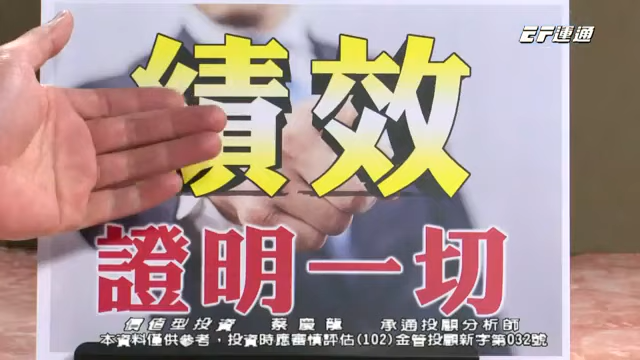 ET運通
績效
證明一切
價值型投資 蔡慶龍 承通投顧分析師
本資料僅供參考，投資時應審慎評估(102)金管投顧新字第032號